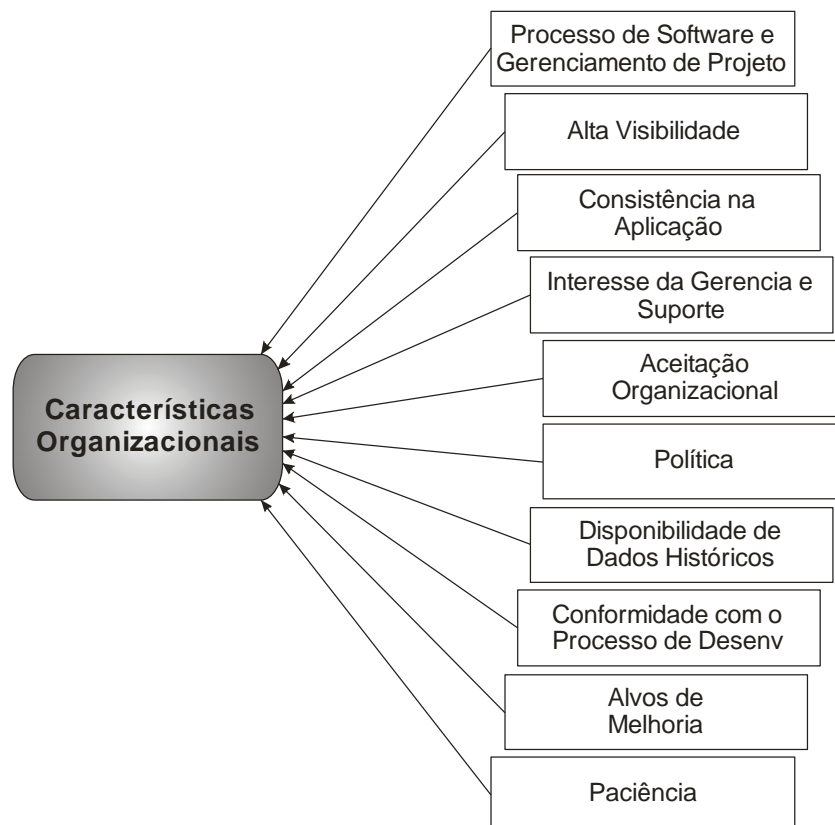 Processo de Software e
Gerenciamento de Projeto
Alta Visibilidade
Consistência na
Aplicação
Interesse da Gerencia e
Suporte
Aceitação
Organizacional
Política
Disponibilidade de
Dados Históricos
Conformidade com o
Processo de Desenv
Alvos de
Melhoria
Paciência
Característísicas
Organizacionais